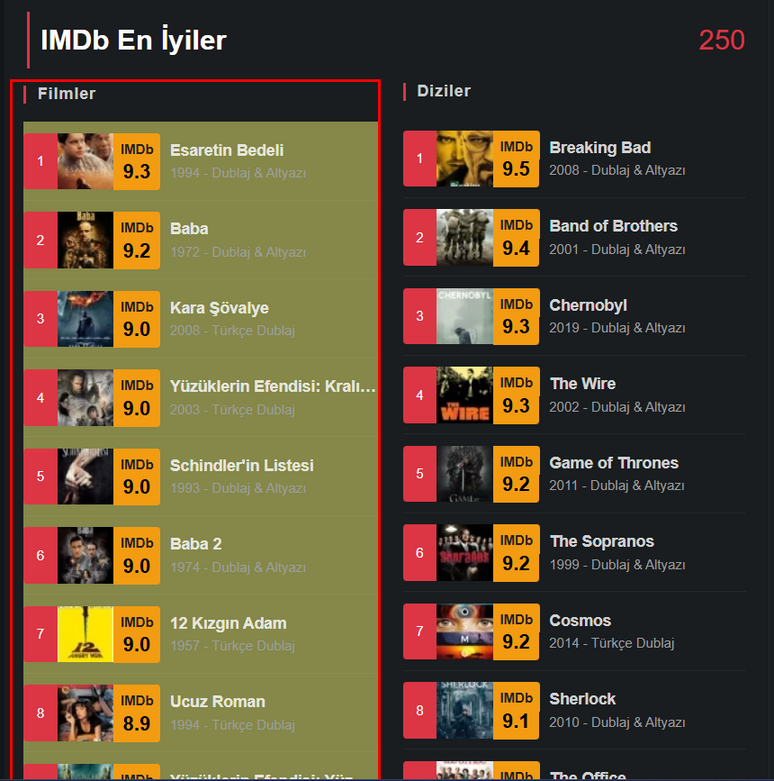 IMDb En İyiler
250
Filmler
1
IMDb
9.3
Esaretin Bedeli
1994 - Dublaj & Altyazı
2
Baba
IMDb
9.2
Baba
1972 - Dublaj & Altyazı
3
IMDb
9.0
Kara Şövalye
2008 - Türkçe Dublaj
4
IMDb
9.0
Yüzüklerin Efendisi: Kralı...
2003 - Türkçe Dublaj
5
IMDb
9.0
Schindler'in Listesi
1993 - Dublaj & Altyazı
6
IMDb
9.0
Baba 2
1974 - Dublaj & Altyazı
7
12
IMDb
9.0
12 Kızgın Adam
1957 - Türkçe Dublaj
8
IMDb
8.9
Ucuz Roman
1994 - Türkçe Dublaj
IMDb
Yüzüklerin Efendisi: Yüz...
Diziler
1
IMDb
9.5
Breaking Bad
2008 - Dublaj & Altyazı
2
IMDb
9.4
Band of Brothers
2001 - Dublaj & Altyazı
3
CHERNOBYL
IMDb
9.3
Chernobyl
2019 - Dublaj & Altyazı
4
THE
WIRE
IMDb
9.3
The Wire
2002 - Dublaj & Altyazı
5
IMDb
9.2
Game of Thrones
2011 - Dublaj & Altyazı
6
Sopranos
IMDb
9.2
The Sopranos
1999 - Dublaj & Altyazı
7
IMDb
9.2
Cosmos
2014 - Türkçe Dublaj
8
SHERLOCK
IMDb
9.1
Sherlock
2010 - Dublaj & Altyazı
IMDb
The Office